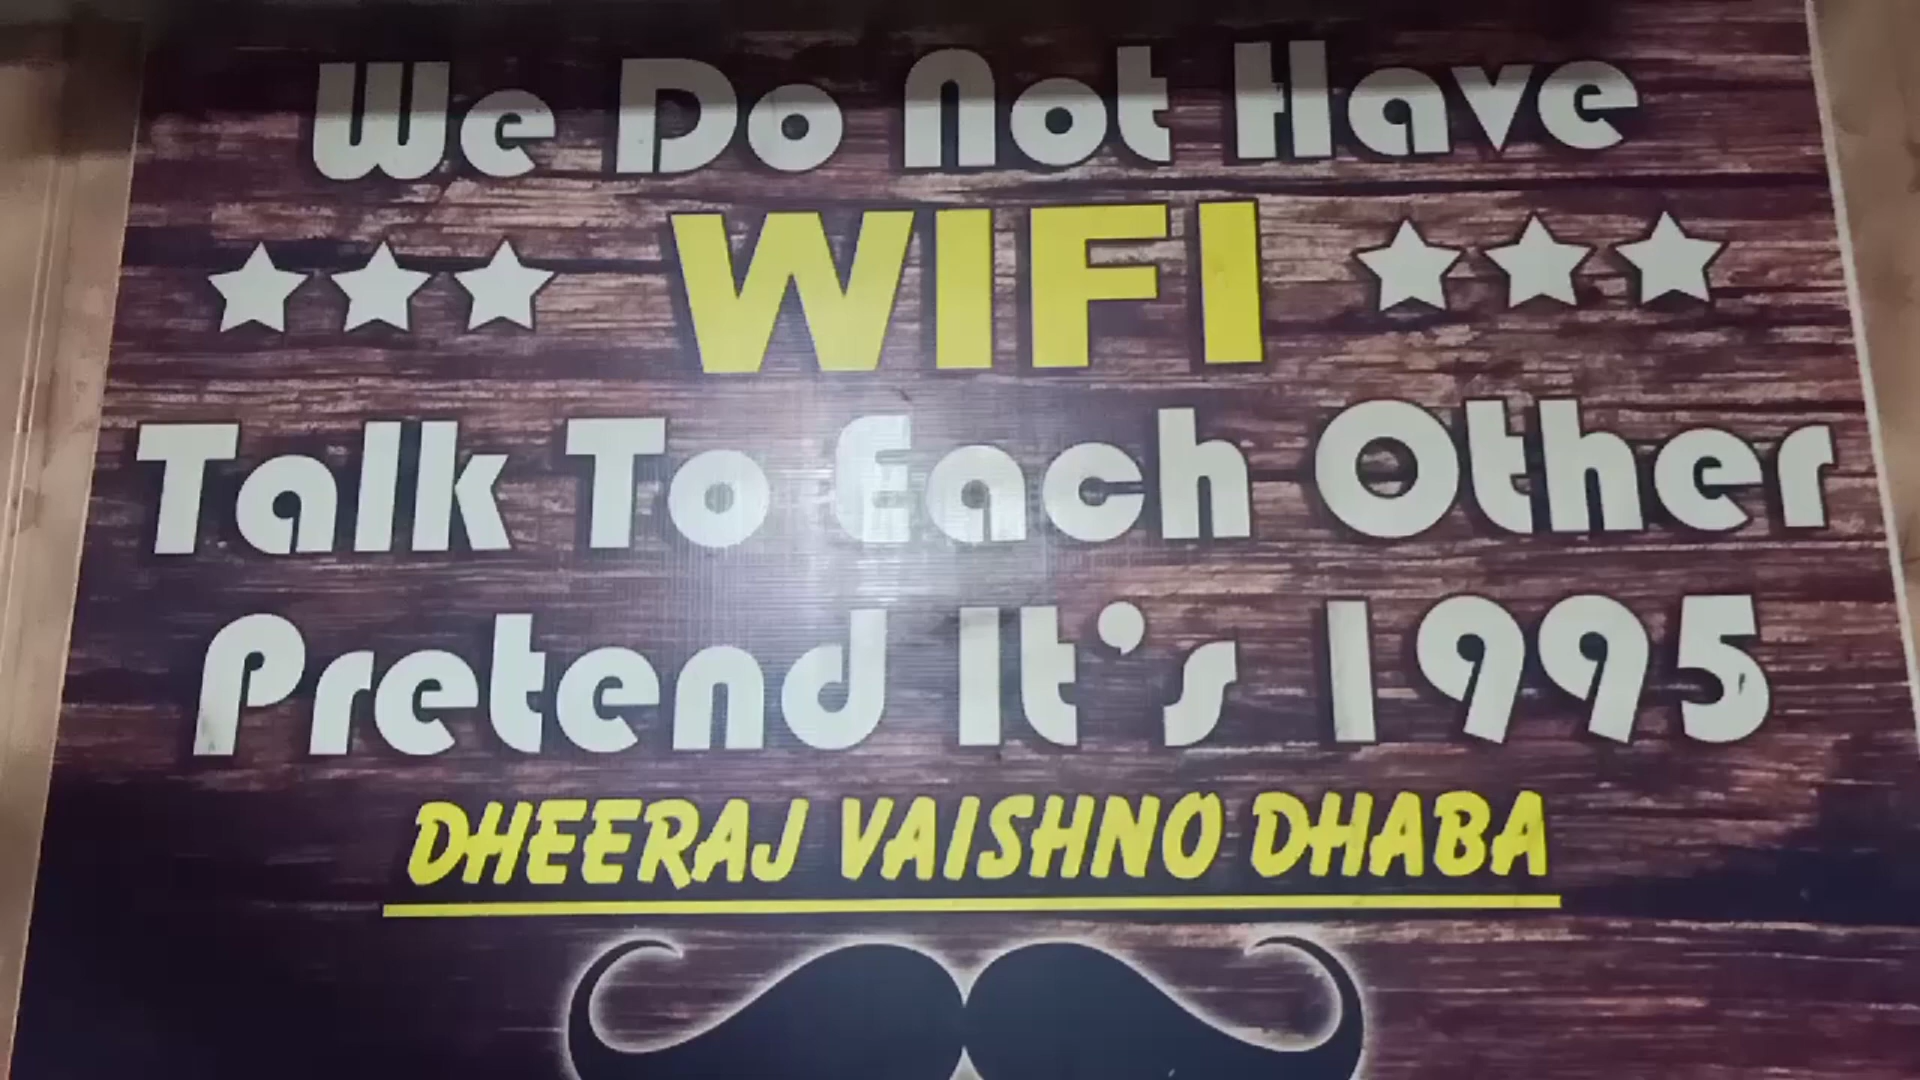 We Do Not Have
WIFI
Talk To Each Other
Pretend It's 1995
DHEERAJ VAISHNO DHABA